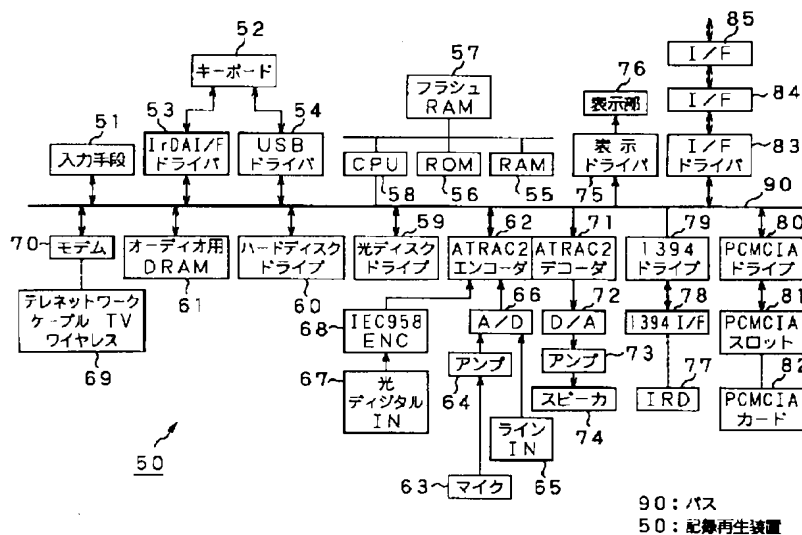 85
I/F
52
キーボード
57
フラッシュ
RAM
76
表示部
I/F
84
53
54
51
入力手段
IrDAI/F
ドライバ
USB
ドライバ
CPU
ROM
RAM
58
56
55
表示
ドライバ
75
I/F
ドライバ
83
90
70
モデム
オーディオ用
DRAM
61
ハードディスク
ドライブ
60
59
光ディスク
ドライブ
62
ATRAC2
エンコーダ
71
ATRAC2
デコーダ
79
1394
ドライブ
80
PCMCIA
ドライブ
テレネットワーク
ケーブル TV
ワイヤレス
69
68
IEC958
ENC
66
A/D
72
D/A
78
1394 I/F
81
PCMCIA
スロット
67
光
ディジタル
IN
アンプ
64
アンプ
73
スピーカ
74
77
IRD
82
PCMCIA
カード
50
63
マイク
ライン
IN
65
90:バス
50:記録再生装置